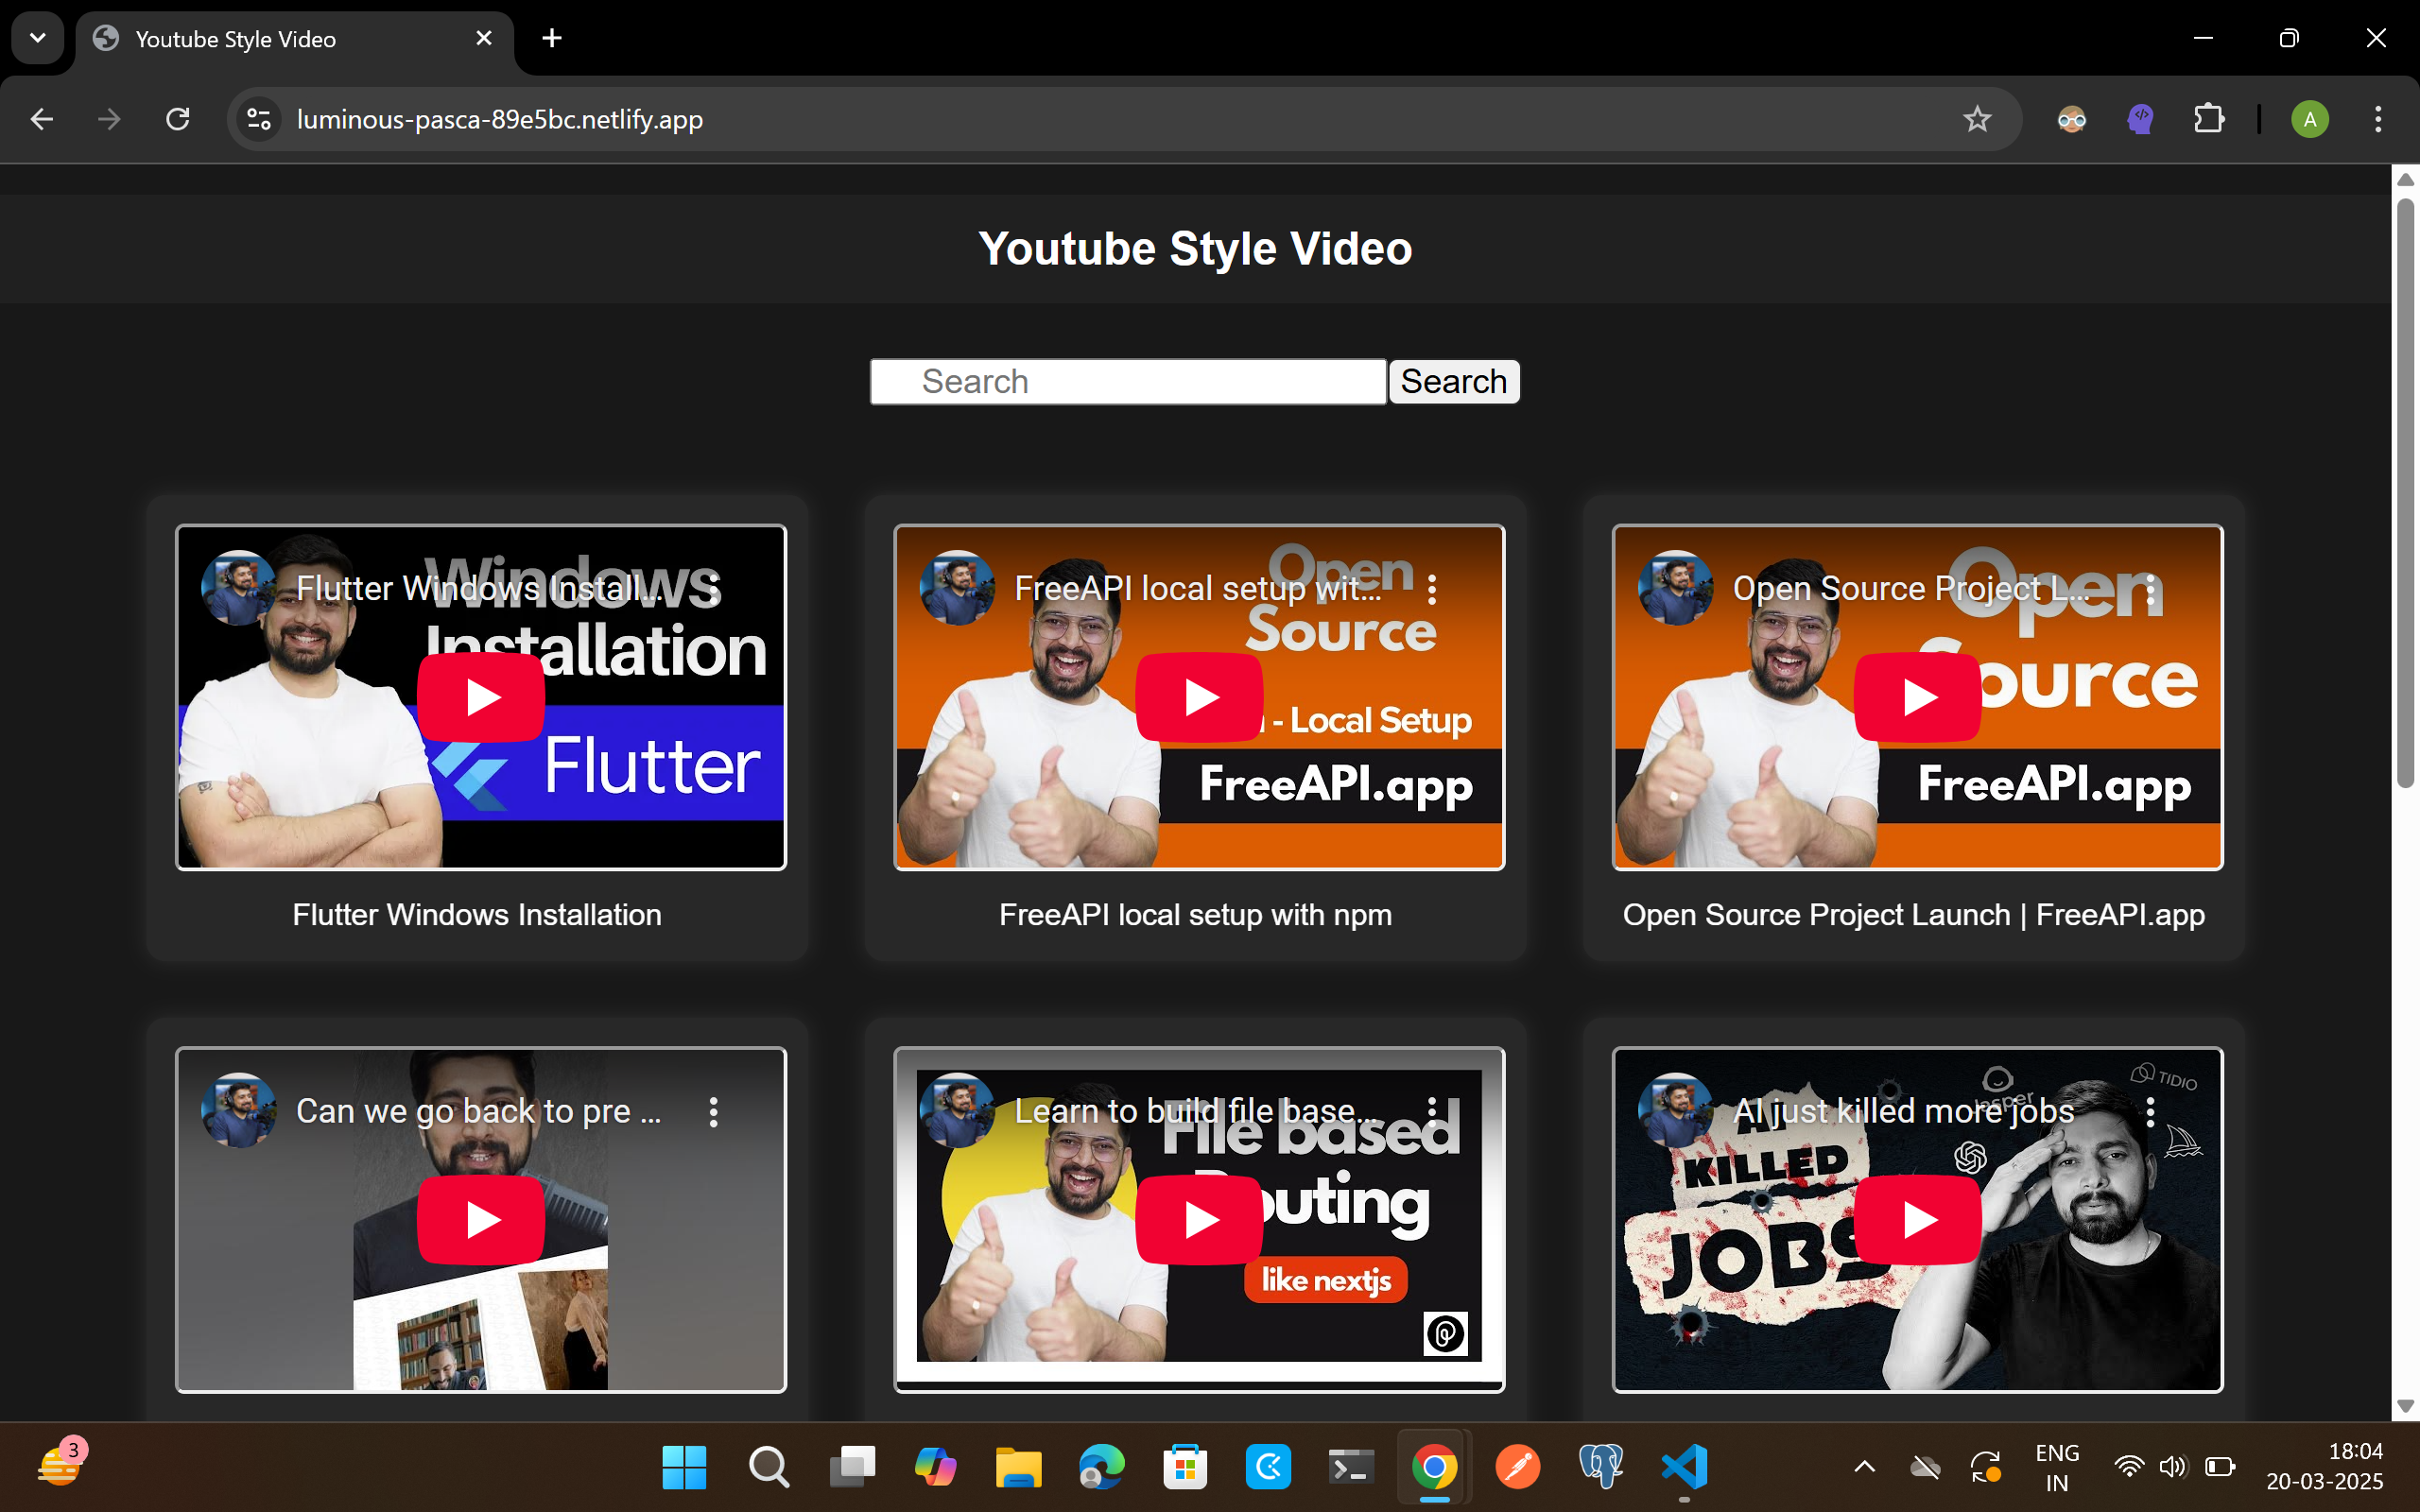 Youtube Style Video
luminous-pasca-89e5bc.netlify.app
A
Youtube Style Video
Search
Search
Flutter Windows Install...
Windows
Installation
Flutter
Flutter Windows Installation
FreeAPI local setup wit...
Open
Source
- Local Setup
FreeAPI.app
FreeAPI local setup with npm
Open Source Project L...
Open
Source
FreeAPI.app
Open Source Project Launch | FreeAPI.app
Can we go back to pre ...
Learn to build file base...
File based
Routing
like nextjs
AI just killed more jobs
Jasper
TIDIO
AI
KILLED
JOBS
3
ENG
IN
18:04
20-03-2025